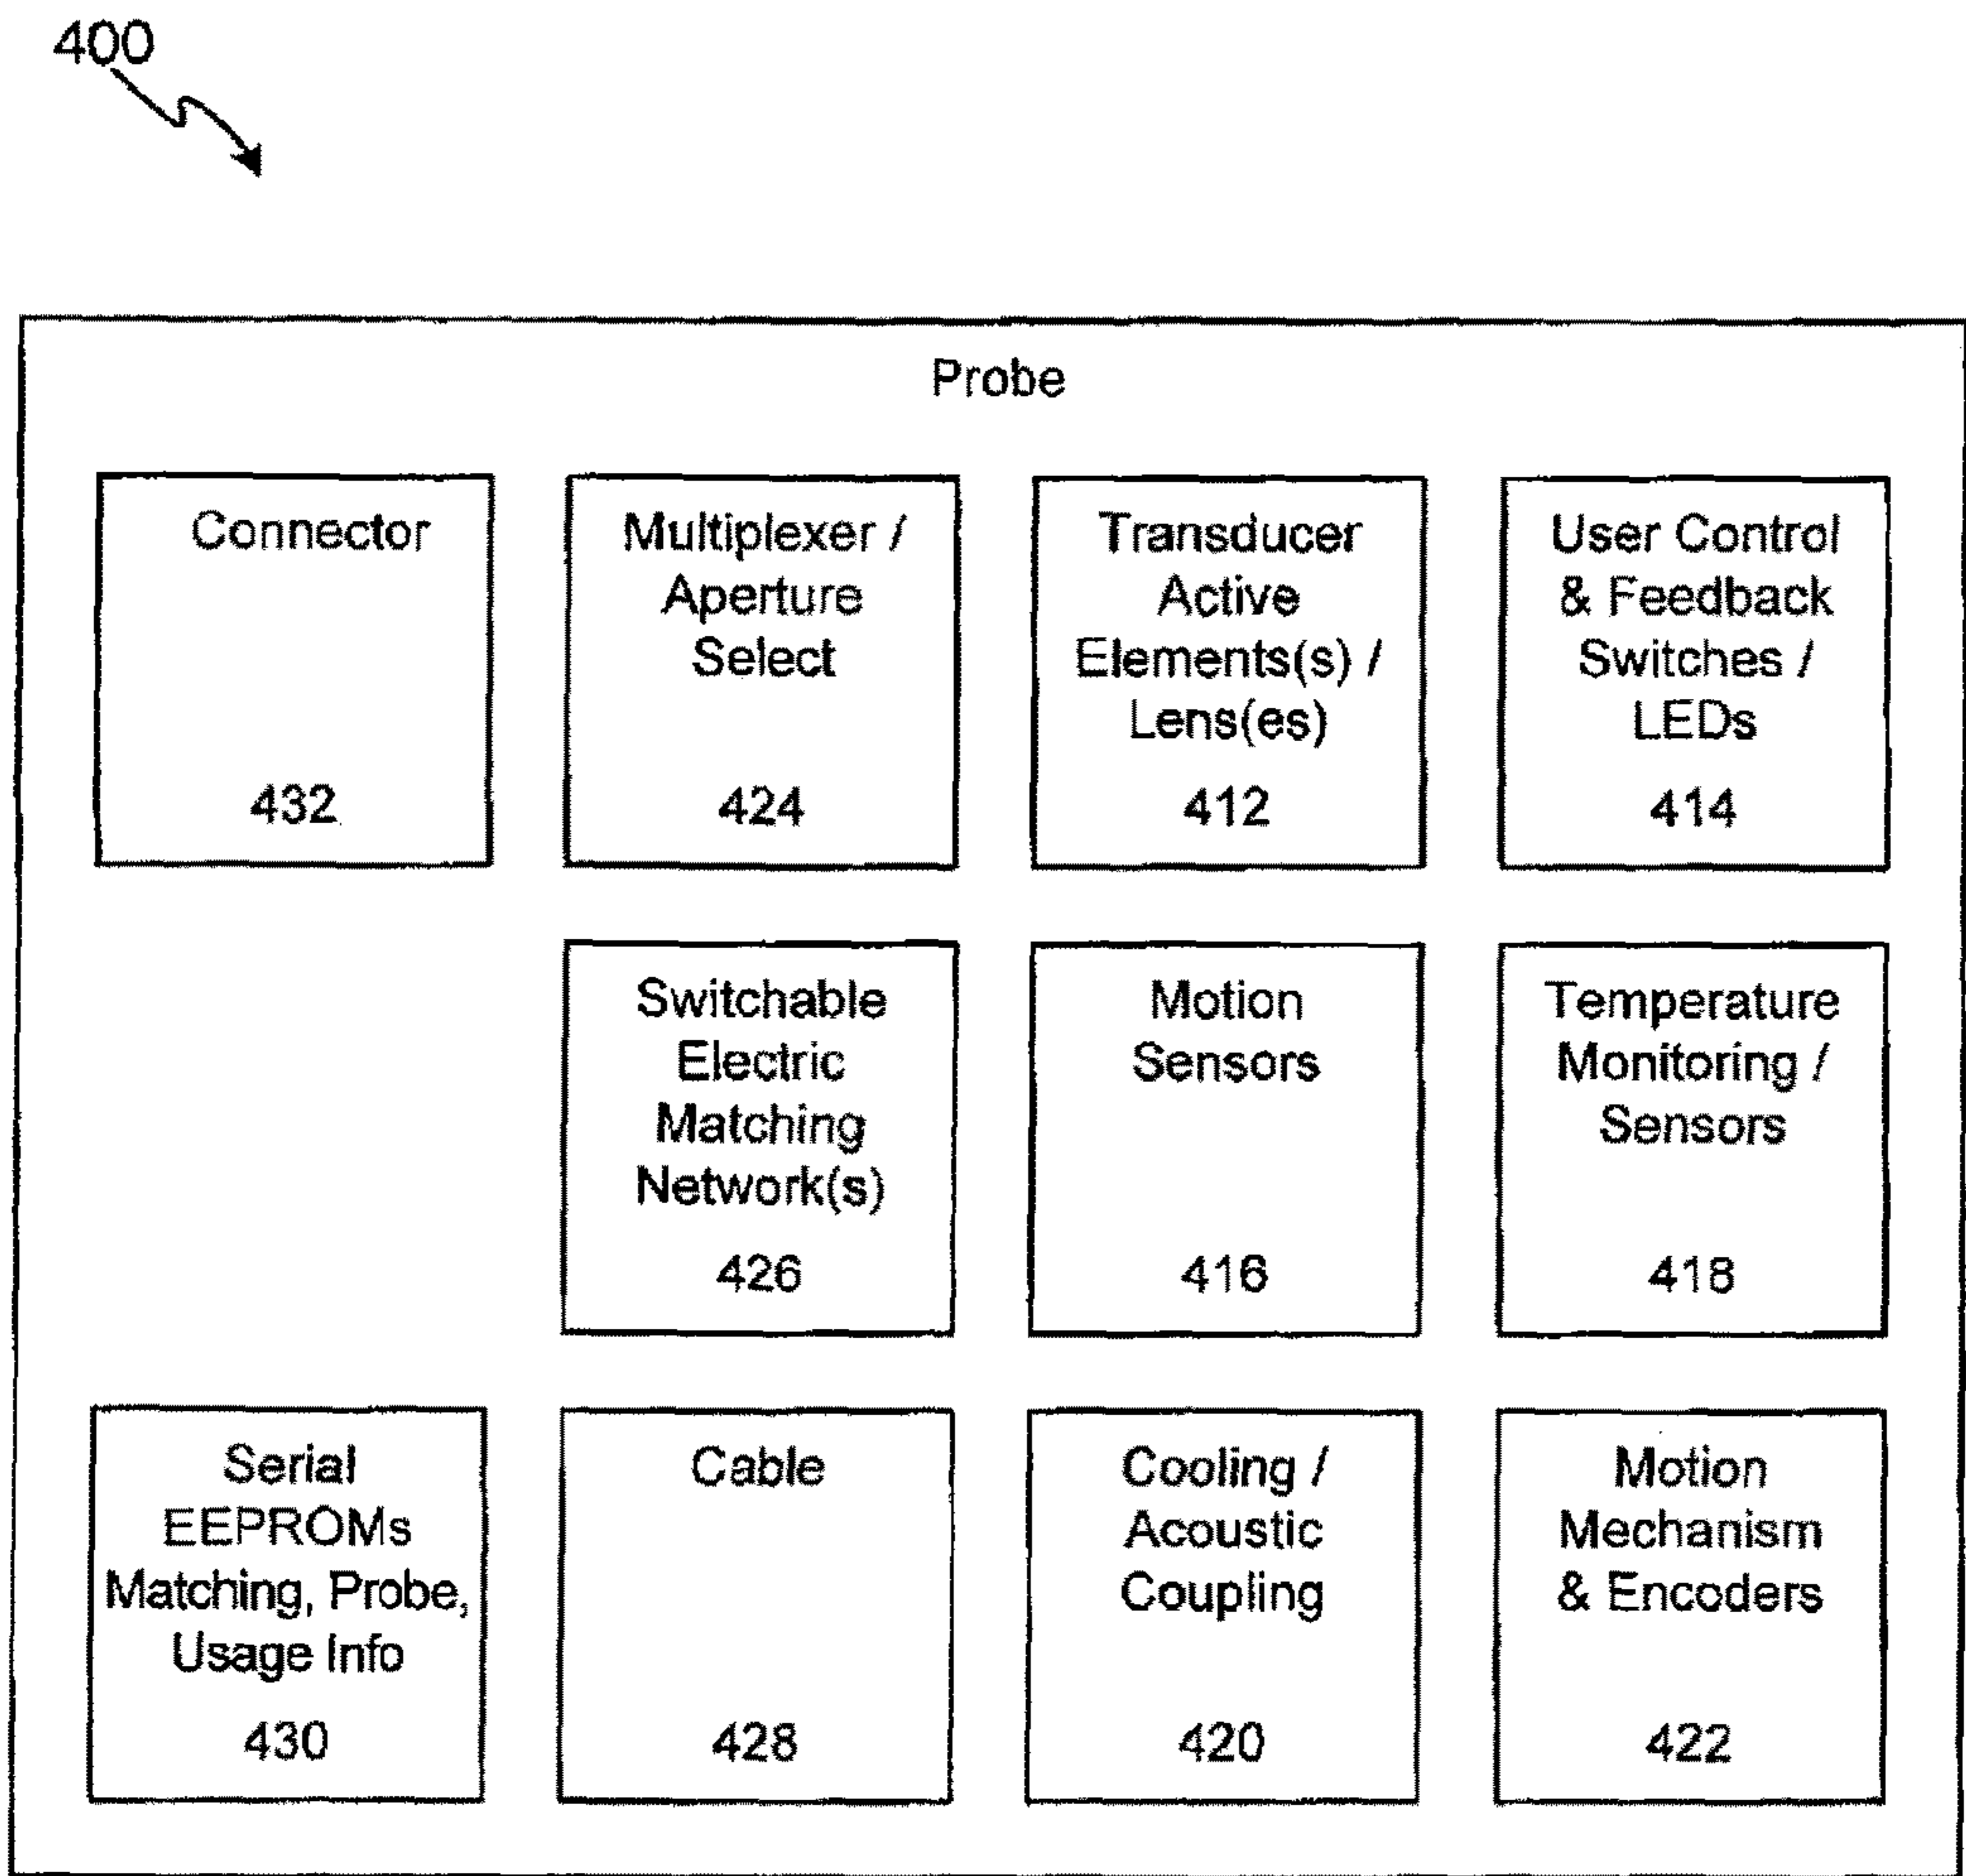 400
Probe
Connector
432
Multiplexer /
Aperture
Select
424
Transducer
Active
Elements(s) /
Lens(es)
412
User Control
& Feedback
Switches /
LEDs
414
Switchable
Electric
Matching
Network(s)
426
Motion
Sensors
416
Temperature
Monitoring /
Sensors
418
Serial
EEPROMs
Matching, Probe,
Usage Info
430
Cable
428
Cooling /
Acoustic
Coupling
420
Motion
Mechanism
& Encoders
422